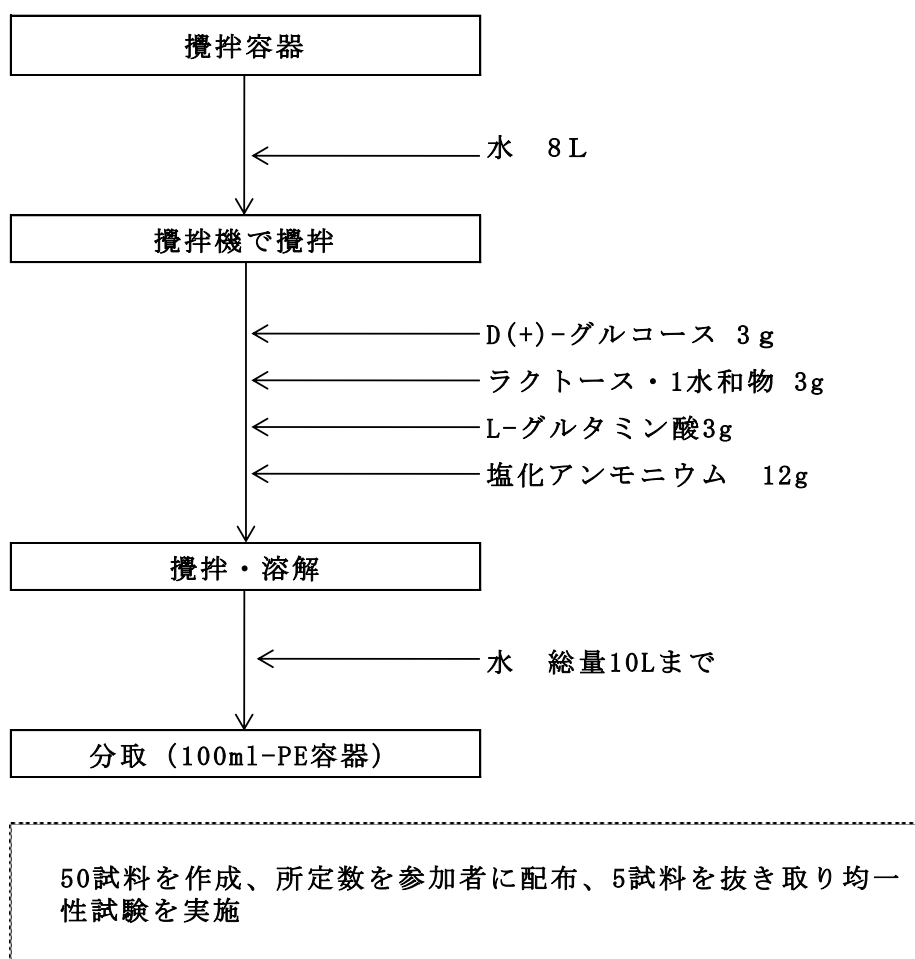 攪拌容器
水　８Ｌ
攪拌機で攪拌
D(+)-グルコース 3ｇ
ラクトース・1水和物 3g
L-グルタミン酸3g
塩化アンモニウム　12g
攪拌・溶解
水　総量10Lまで
分取（100ml-PE容器）
50試料を作成、所定数を参加者に配布、5試料を抜き取り均一
性試験を実施